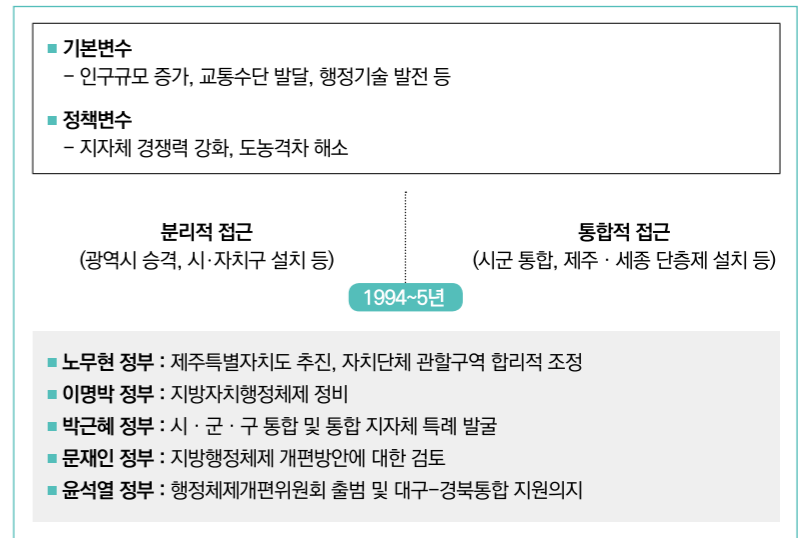 ■ 기본변수
– 인구규모 증가, 교통수단 발달, 행정기술 발전 등
■ 정책변수
– 지자체 경쟁력 강화, 도농격차 해소
분리적 접근
(광역시 승격, 시·자치구 설치 등)
통합적 접근
(시군 통합, 제주 · 세종 단층제 설치 등)
1994~5년
■ 노무현 정부 : 제주특별자치도 추진, 자치단체 관할구역 합리적 조정
■ 이명박 정부 : 지방자치행정체제 정비
■ 박근혜 정부 : 시 · 군 · 구 통합 및 통합 지자체 특례 발굴
■ 문재인 정부 : 지방행정체제 개편방안에 대한 검토
■ 윤석열 정부 : 행정체제개편위원회 출범 및 대구–경북통합 지원의지